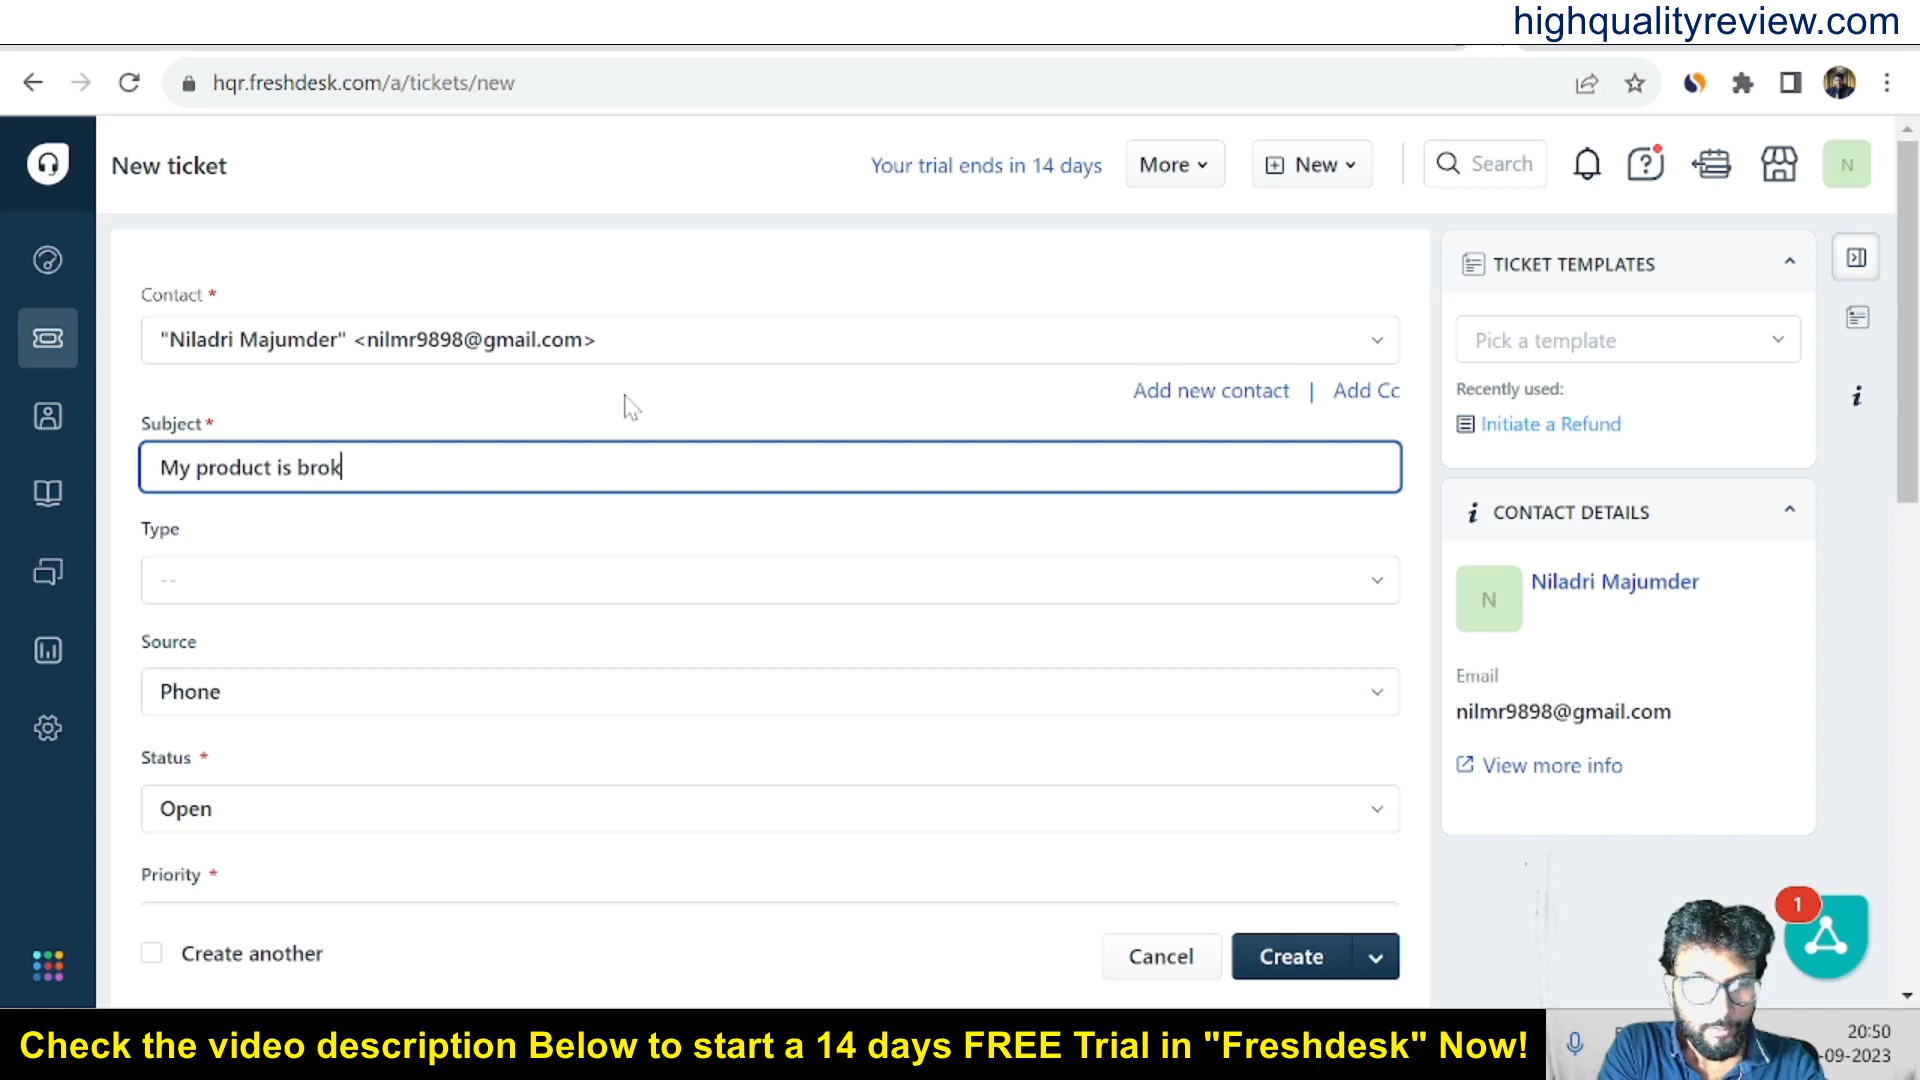 highqualityreview.com
hqr.freshdesk.com/a/tickets/new
New ticket
Your trial ends in 14 days
More
New
Search
N
Contact *
"Niladri Majumder" <nilmr9898@gmail.com>
Add new contact | Add Cc
Subject *
My product is brok
Type
--
Source
Phone
Status *
Open
Priority *
Create another
Cancel
Create
TICKET TEMPLATES
Pick a template
Recently used:
Initiate a Refund
CONTACT DETAILS
N
Niladri Majumder
Email
nilmr9898@gmail.com
View more info
1
Check the video description Below to start a 14 days FREE Trial in "Freshdesk" Now!
20:50
-09-2023